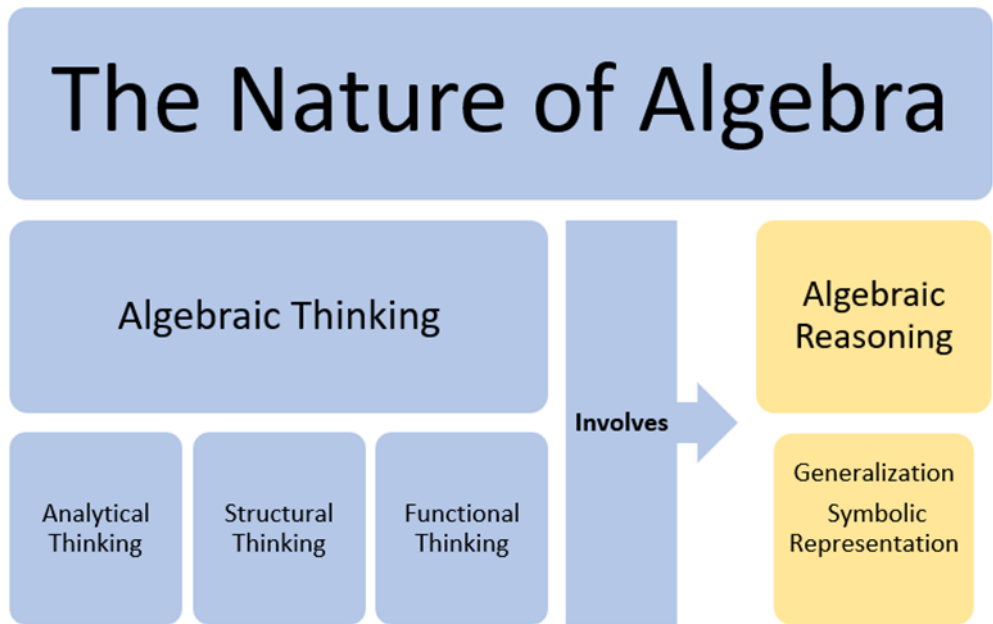 The Nature of Algebra
Algebraic Thinking
Analytical
Thinking
Structural
Thinking
Functional
Thinking
Involves
Algebraic
Reasoning
Generalization
Symbolic
Representation